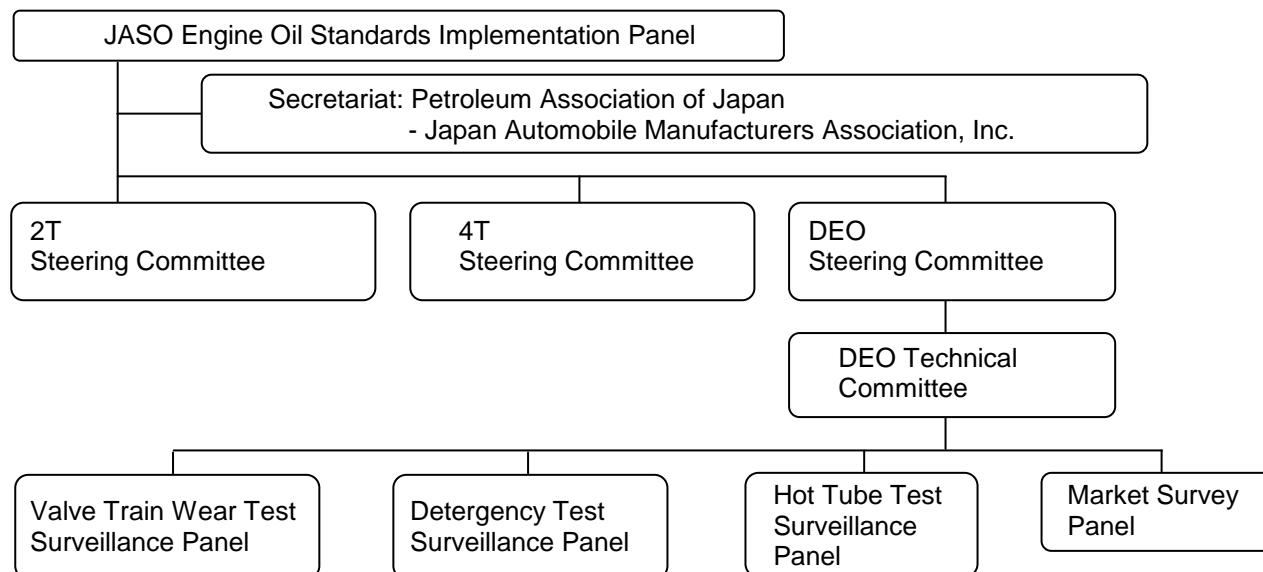 JASO Engine Oil Standards Implementation Panel
Secretariat: Petroleum Association of Japan
- Japan Automobile Manufacturers Association, Inc.
2T
Steering Committee
4T
Steering Committee
DEO
Steering Committee
DEO Technical
Committee
Valve Train Wear Test
Surveillance Panel
Detergency Test
Surveillance Panel
Hot Tube Test
Surveillance
Panel
Market Survey
Panel